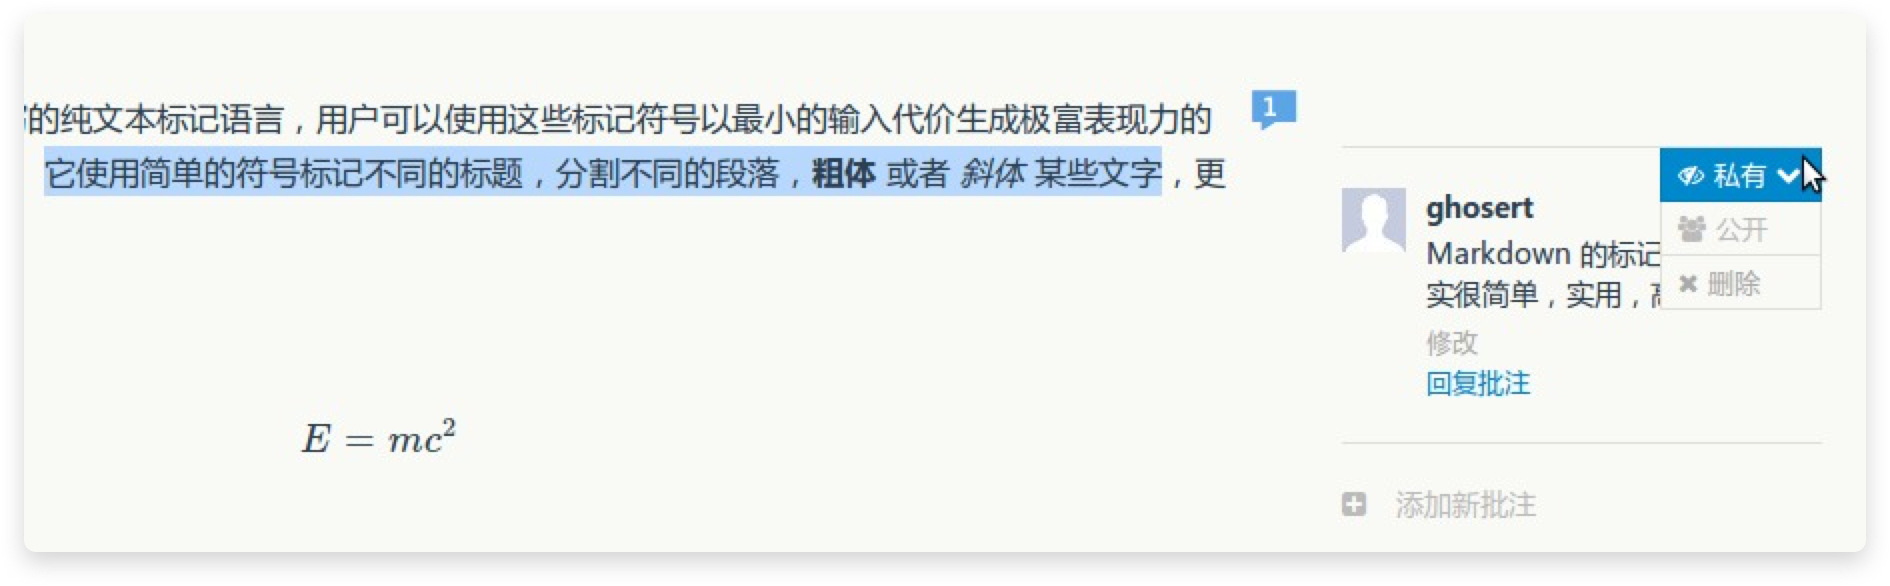 的纯文本标记语言，用户可以使用这些标记符号以最小的输入代价生成极富表现力的
它使用简单的符号标记不同的标题，分割不同的段落，粗体 或者 斜体 某些文字，更
E = mc²
1
私有
公开
删除
ghosert
Markdown 的标记
实很简单，实用，
修改
回复批注
添加新批注